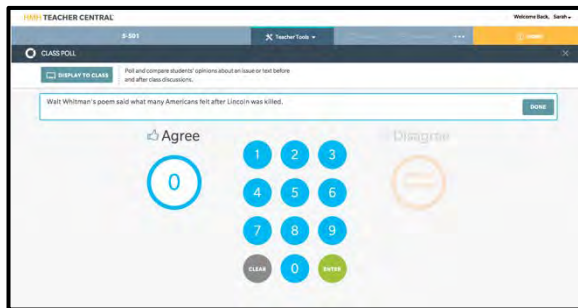 HMH TEACHER CENTRAL
Welcome Back, Sarah
Teacher Tools
CLASS POLL
DISPLAY TO CLASS
Poll and compare students' opinions about an issue or text before
and after class discussions.
Walt Whitman's poem said what many Americans felt after Lincoln was killed.
DONE
Agree
Disagree
0
1 2 3
4 5 6
7 8 9
CLEAR 0 ENTER